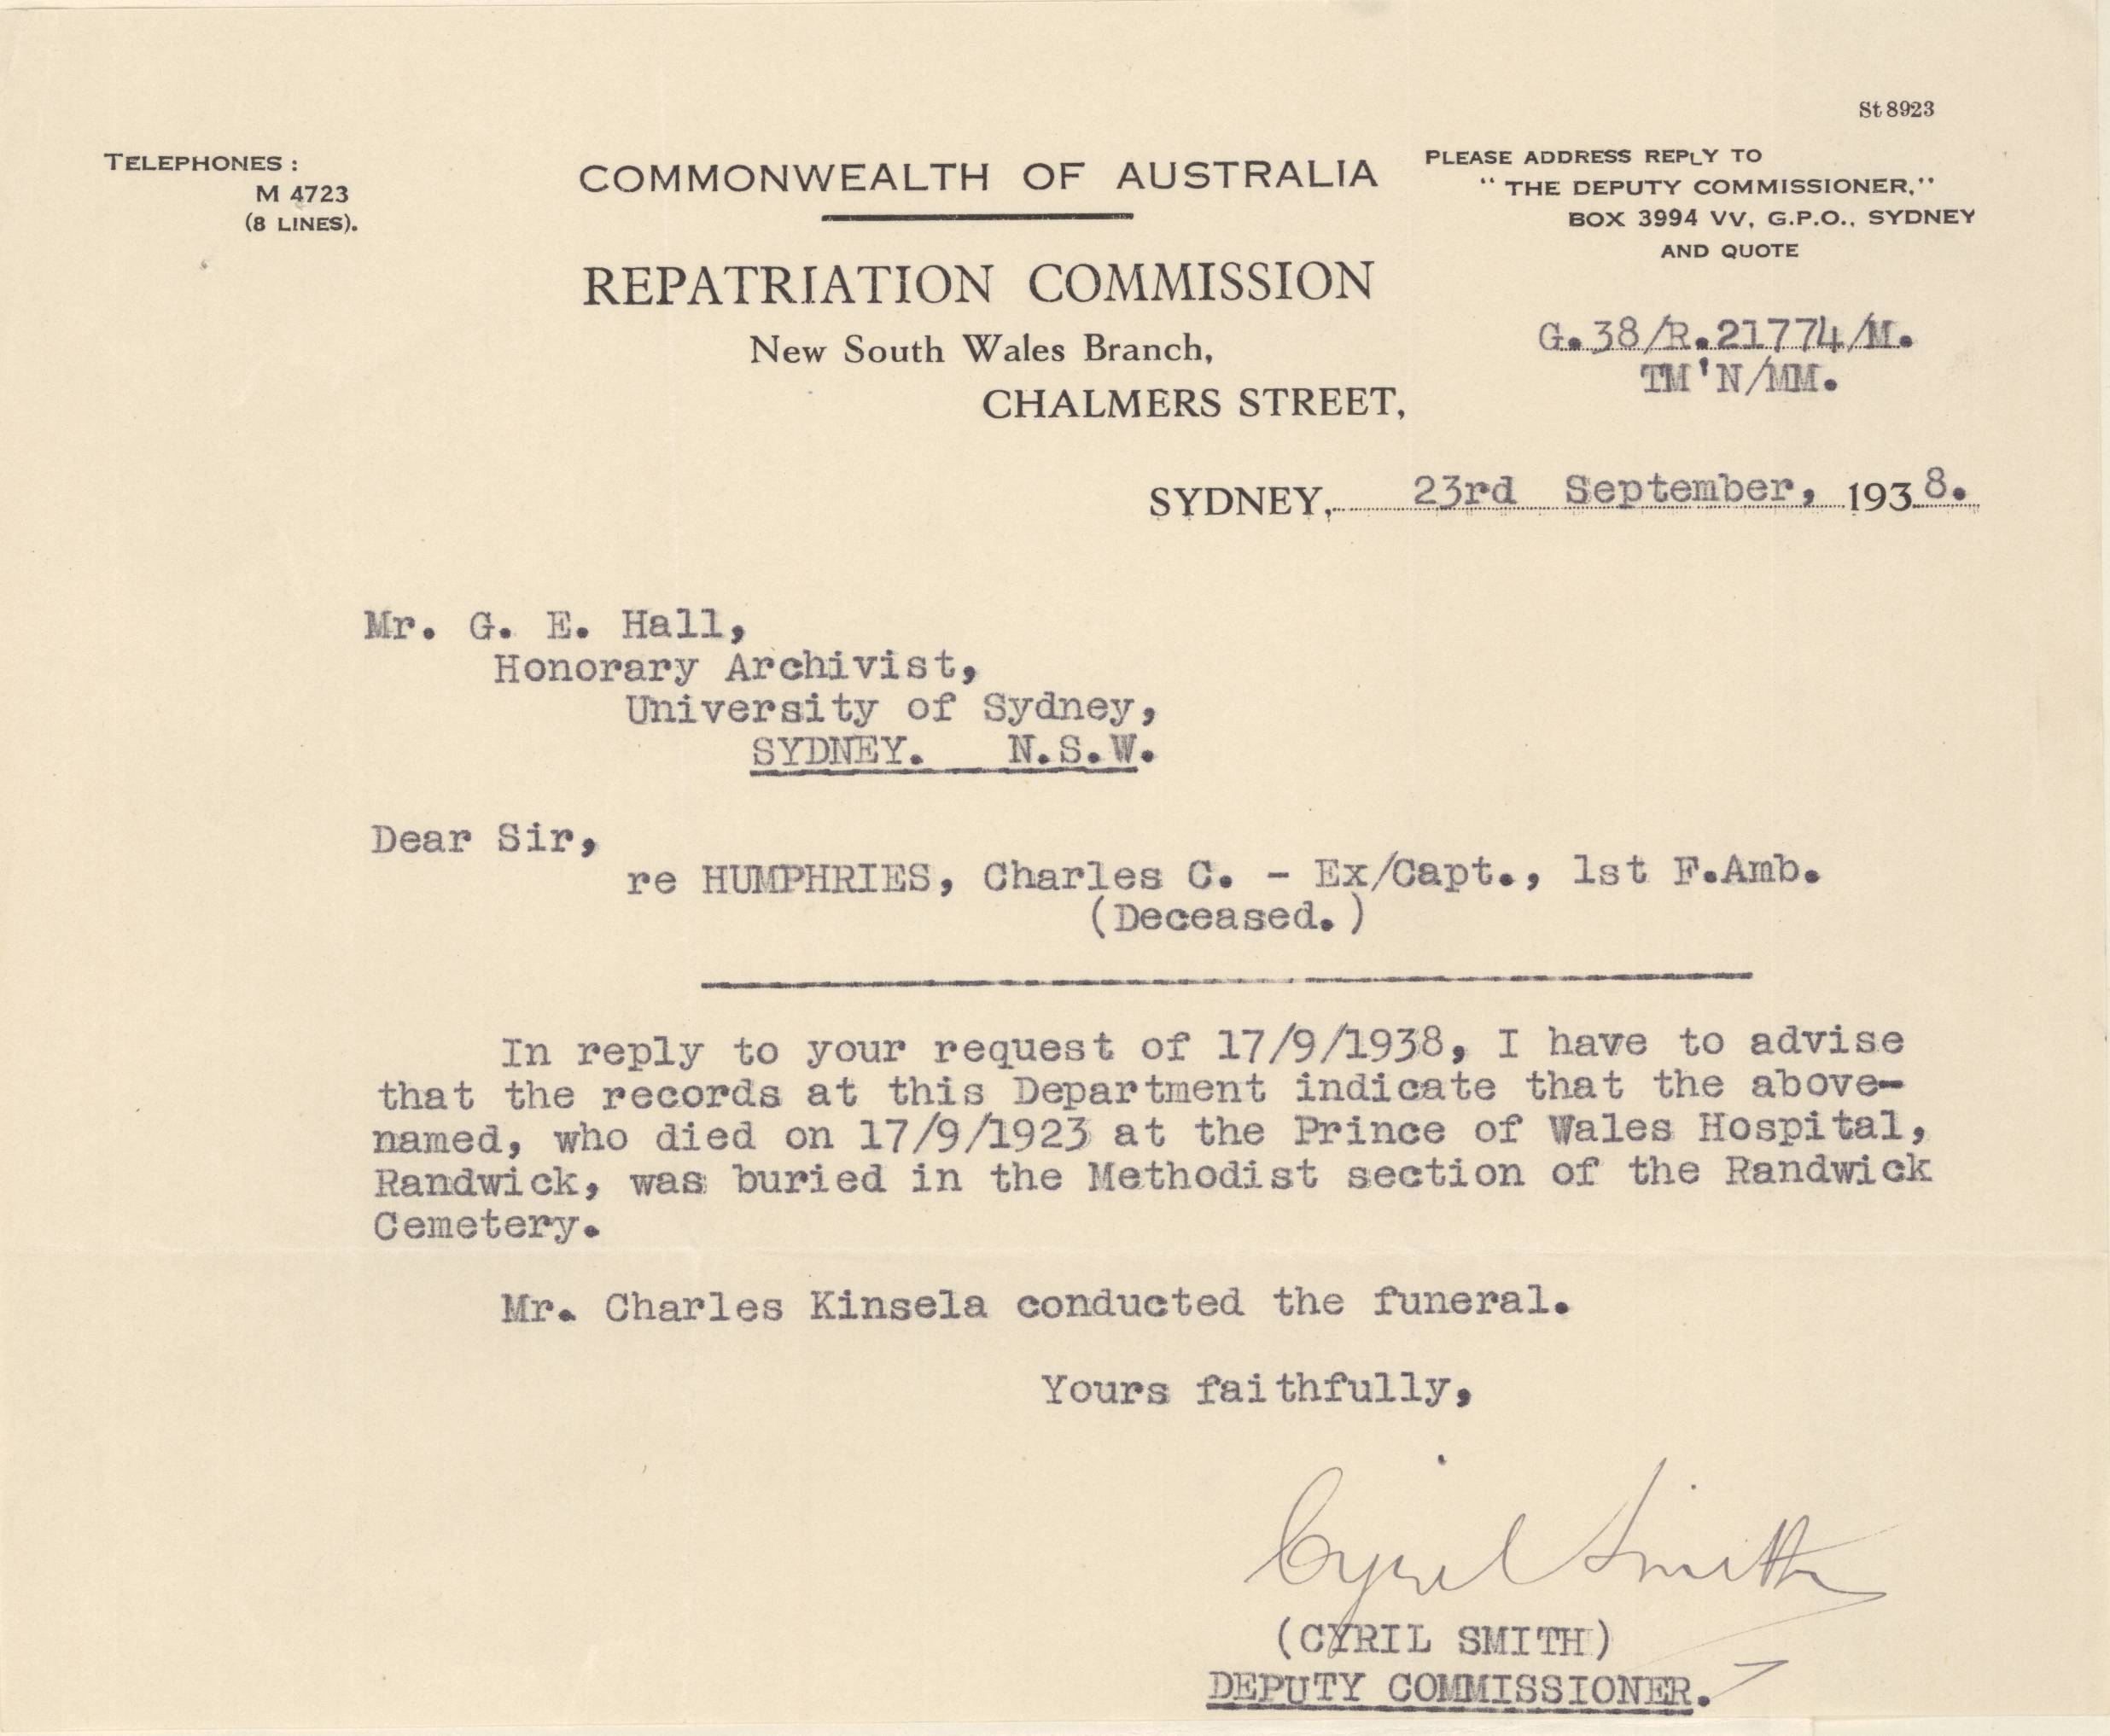 St 8923
TELEPHONES :
M 4723
(8 LINES).
COMMONWEALTH OF AUSTRALIA
REPATRIATION COMMISSION
New South Wales Branch,
CHALMERS STREET,
PLEASE ADDRESS REPLY TO
"THE DEPUTY COMMISSIONER,"
BOX 3994 VV, G.P.O., SYDNEY
AND QUOTE
G.38/R.21774/M.
TM'N/MM.
SYDNEY, 23rd September, 1938.
Mr. G. E. Hall,
Honorary Archivist,
University of Sydney,
SYDNEY. N.S.W.
Dear Sir,
re HUMPHRIES, Charles C. - Ex/Capt., 1st F.Amb.
(Deceased.)
In reply to your request of 17/9/1938, I have to advise
that the records at this Department indicate that the above-
named, who died on 17/9/1923 at the Prince of Wales Hospital,
Randwick, was buried in the Methodist section of the Randwick
Cemetery.
Mr. Charles Kinsela conducted the funeral.
Yours faithfully,
Cyril Smith
(CYRIL SMITH)
DEPUTY COMMISSIONER.